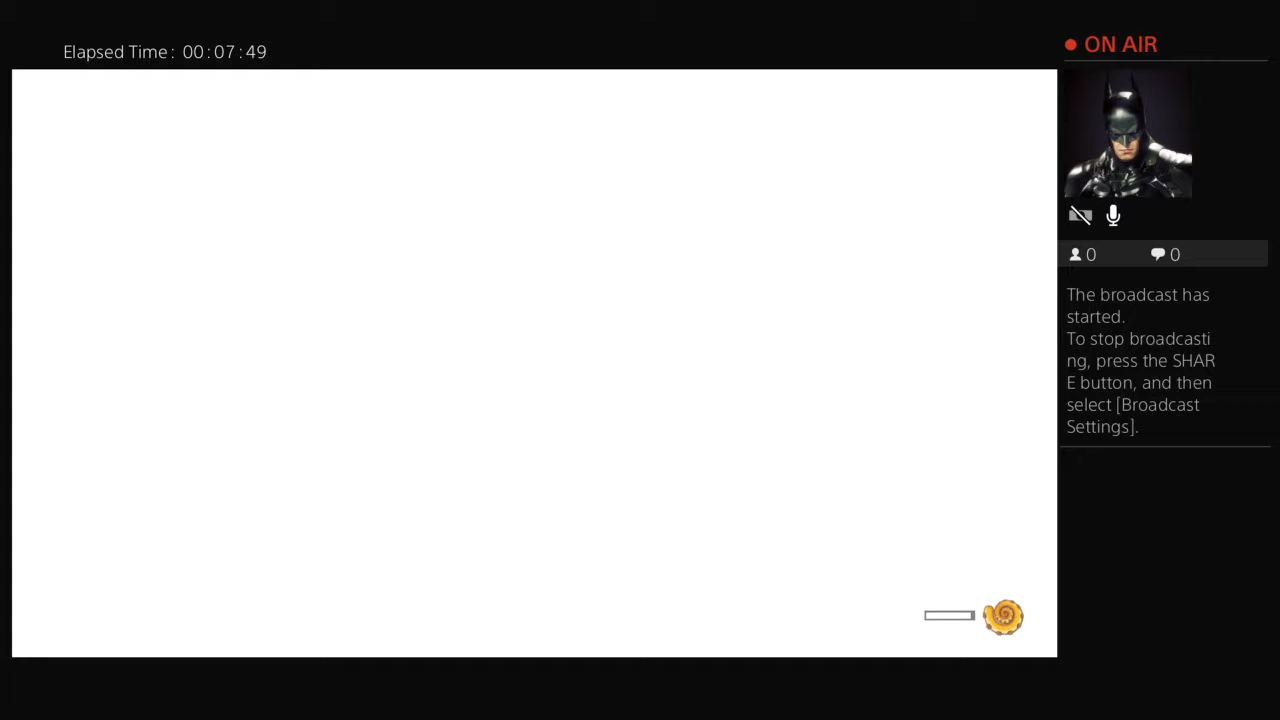 Elapsed Time: 00:07:49
ON AIR
0 0
The broadcast has
started.
To stop broadcasti
ng, press the SHAR
E button, and then
select [Broadcast
Settings].